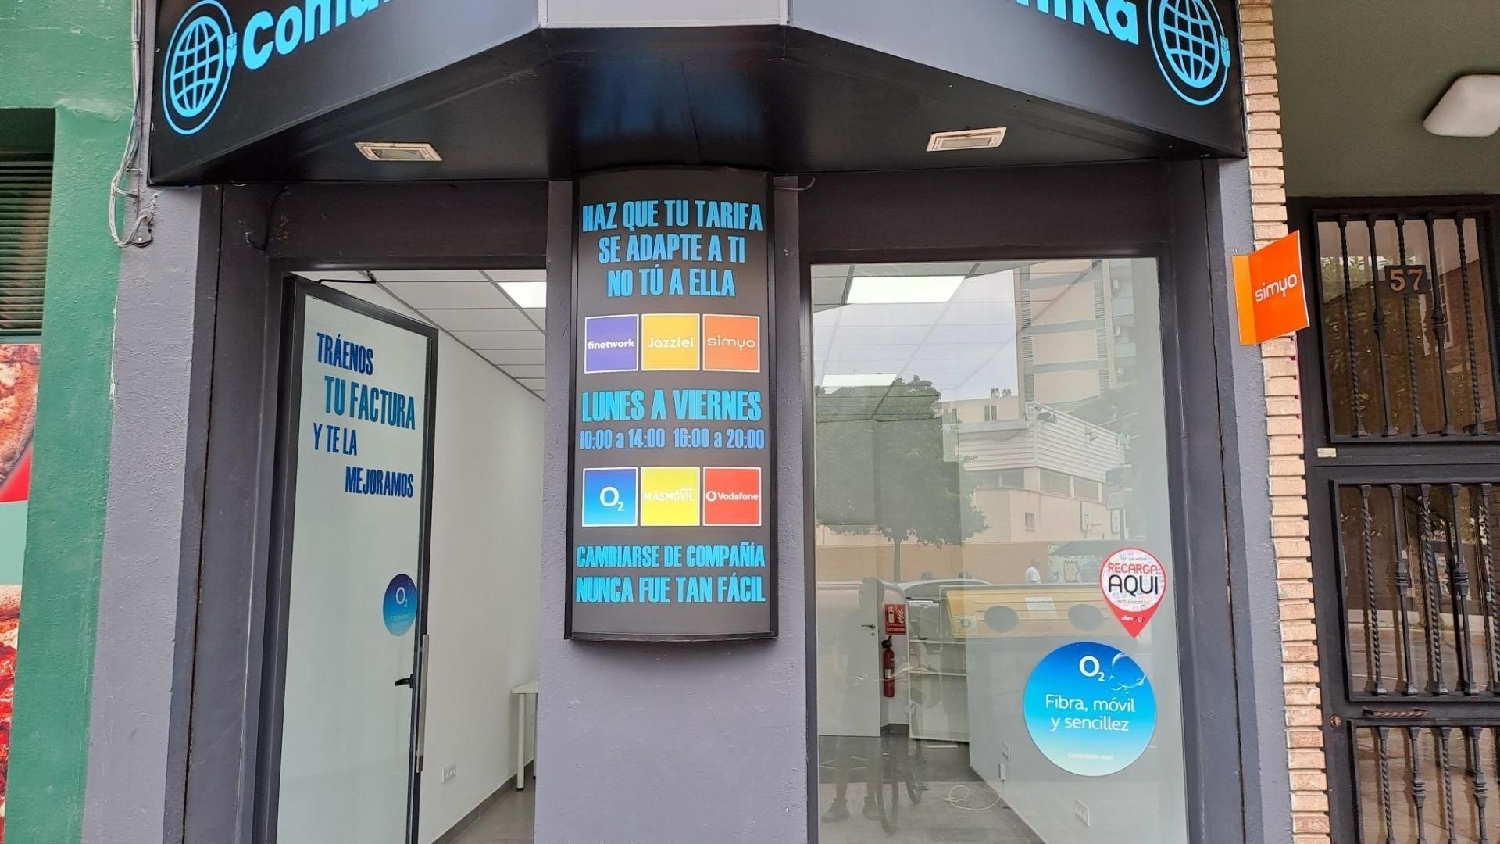 HAZ QUE TU TARIFA
SE ADAPTE A TI
NO TÚ A ELLA
finetwork
Jazztel
simyo
LUNES A VIERNES
10:00 a 14:00 16:00 a 20:00
O2
MÁSMÓVIL
Vodafone
CAMBIARSE DE COMPAÑÍA
NUNCA FUE TAN FÁCIL
TRÁENOS
TU FACTURA
Y TE LA
MEJORAMOS
O2
RECARGA
AQUÍ
O2
Fibra, móvil
y sencillez
simyo
57